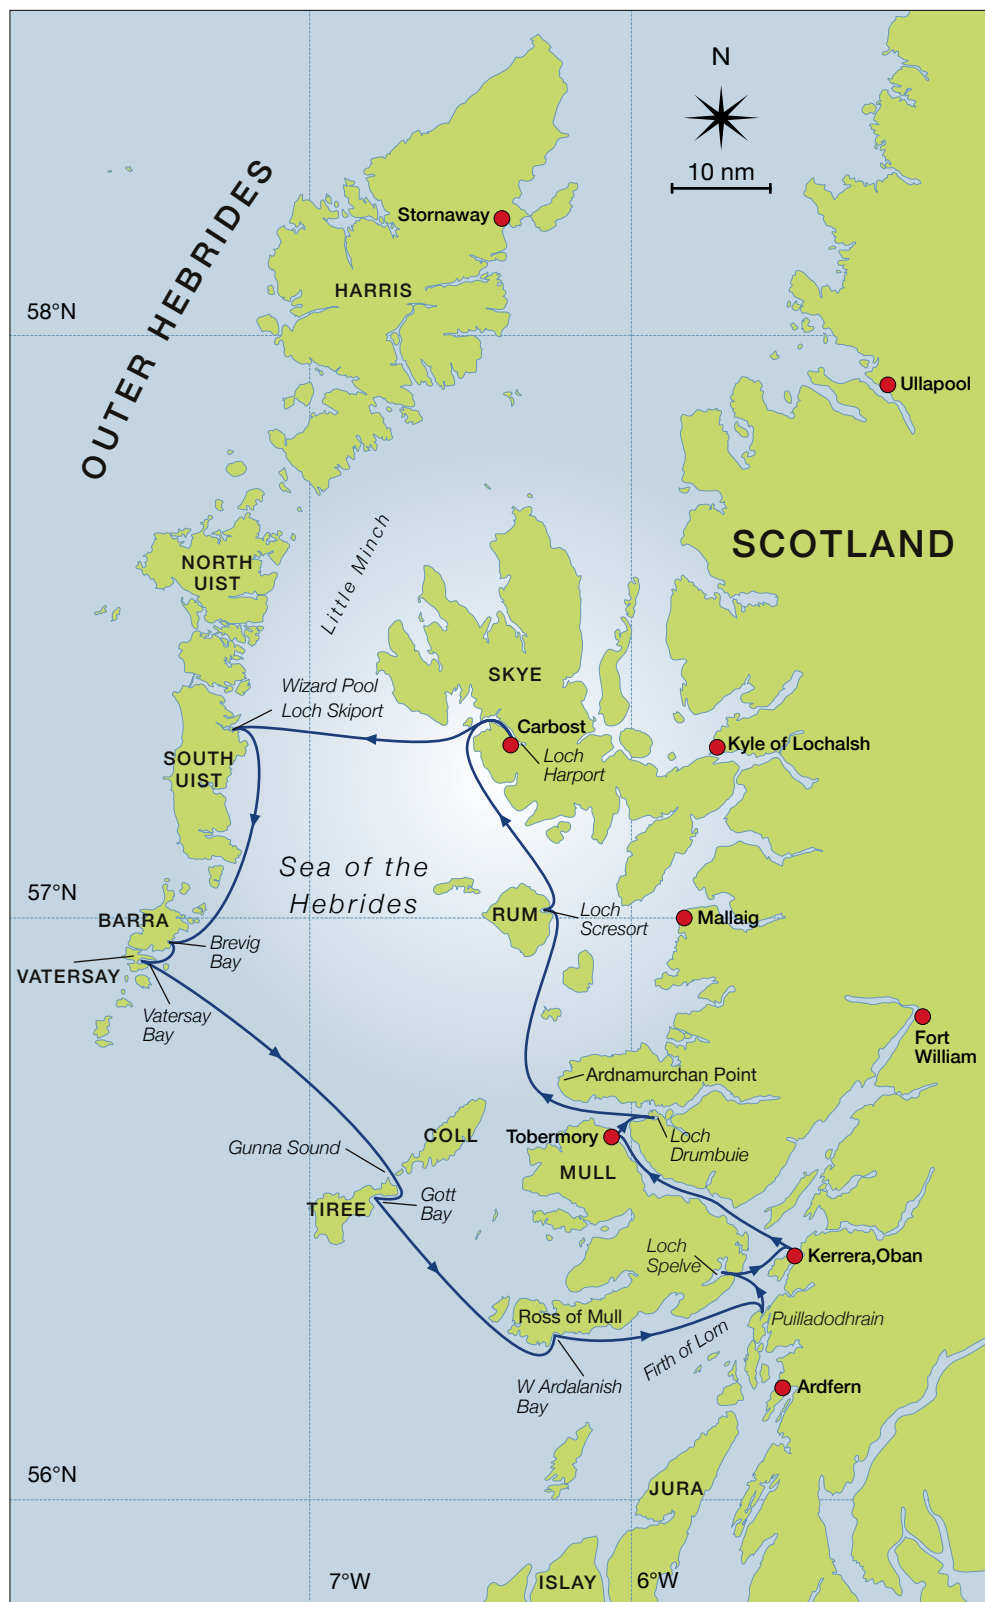 N
10 nm
OUTER HEBRIDES
Stornaway
HARRIS
58°N
Ullapool
SCOTLAND
Little Minch
NORTH
UIST
SKYE
Wizard Pool
Loch Skiport
Carbost
Kyle of Lochalsh
Loch
Harport
SOUTH
UIST
Sea of the
Hebrides
57°N
BARRA
RUM
Loch
Scresort
Mallaig
Brevig
Bay
VATERSAY
Vatersay
Bay
Fort
William
Ardnamurchan Point
COLL
Tobermory
Loch
Drumbuie
Gunna Sound
MULL
TIREE
Gott
Bay
Loch
Spelve
Kerrera,Oban
Ross of Mull
Puilladodhrain
Firth of Lorn
W Ardalanish
Bay
Ardfern
56°N
JURA
7°W
ISLAY
6°W